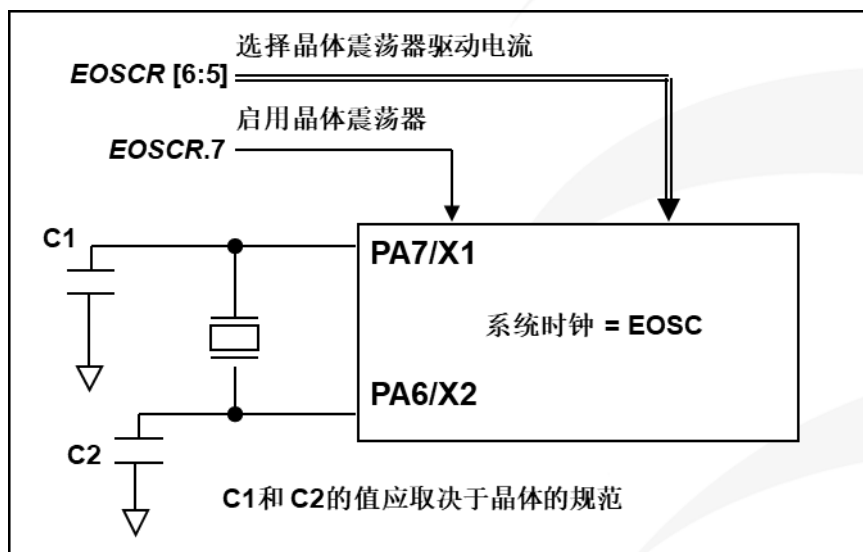 选择晶体震荡器驱动电流
EOSCR [6:5]
启用晶体震荡器
EOSCR.7
C1
PA7/X1
系统时钟 = EOSC
PA6/X2
C2
C1和 C2的值应取决于晶体的规范